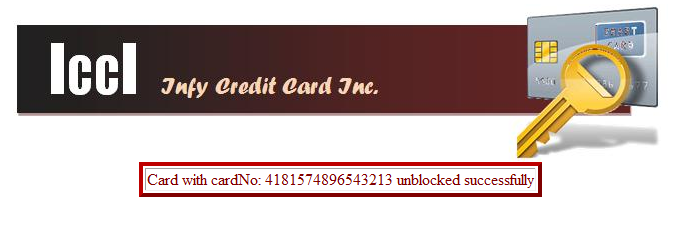 Iccl
Infy Credit Card Inc.
Card with cardNo: 4181574896543213 unblocked successfully